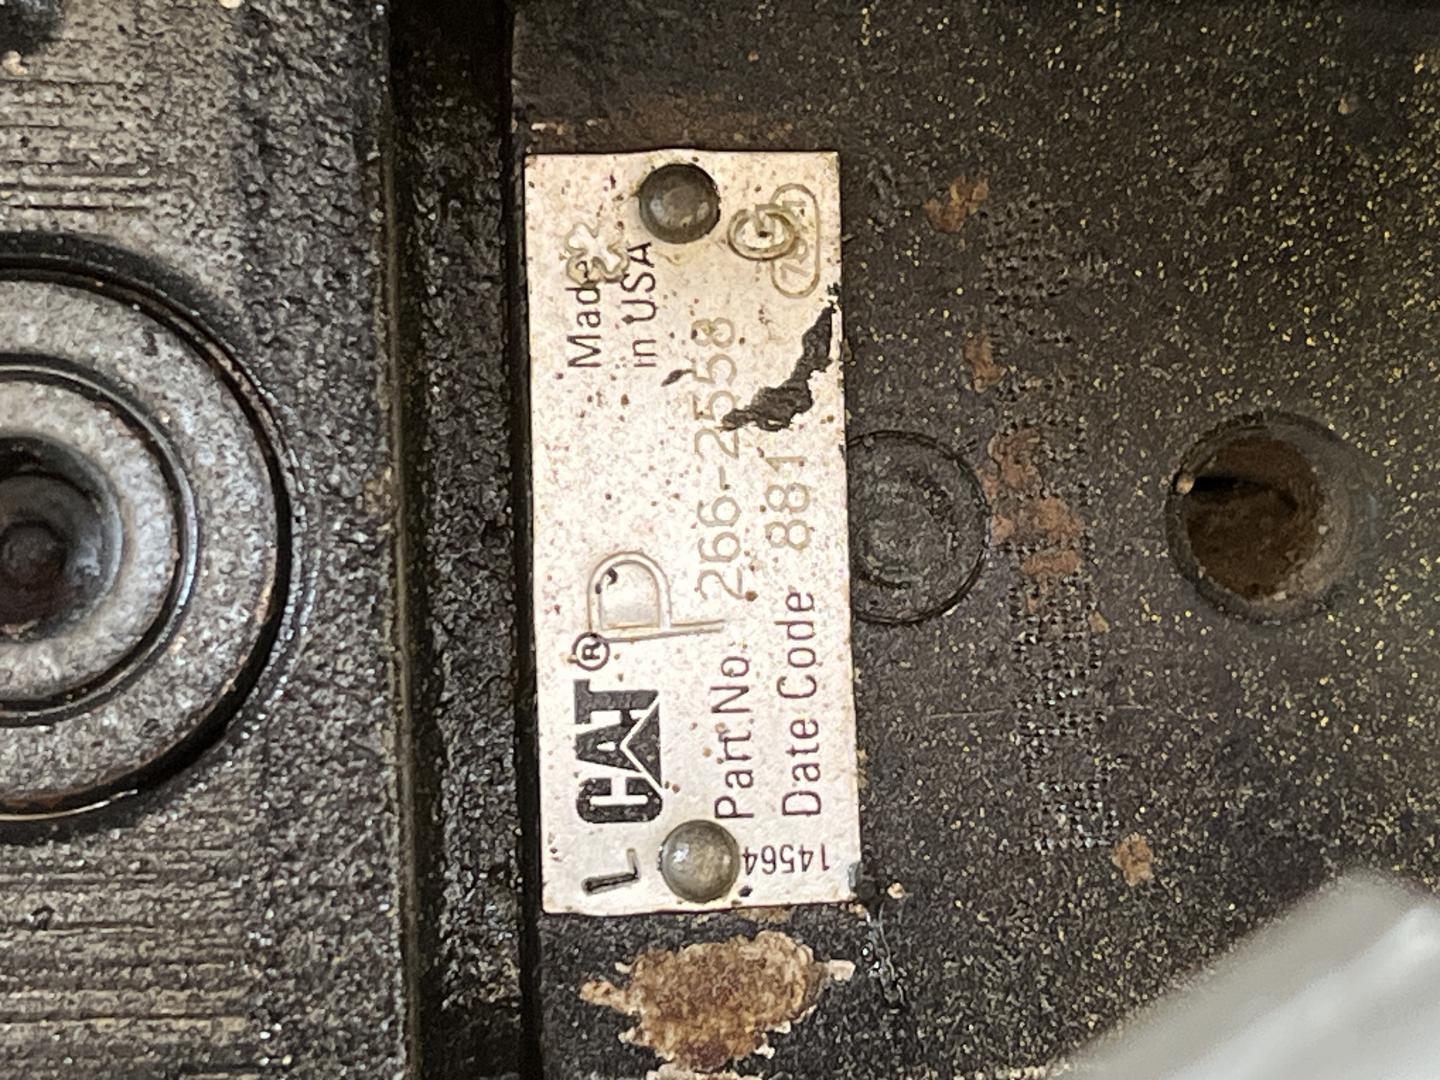 L CAT®
Made
in USA
Part.No. 266-2558
Date Code 881
14564
P
G